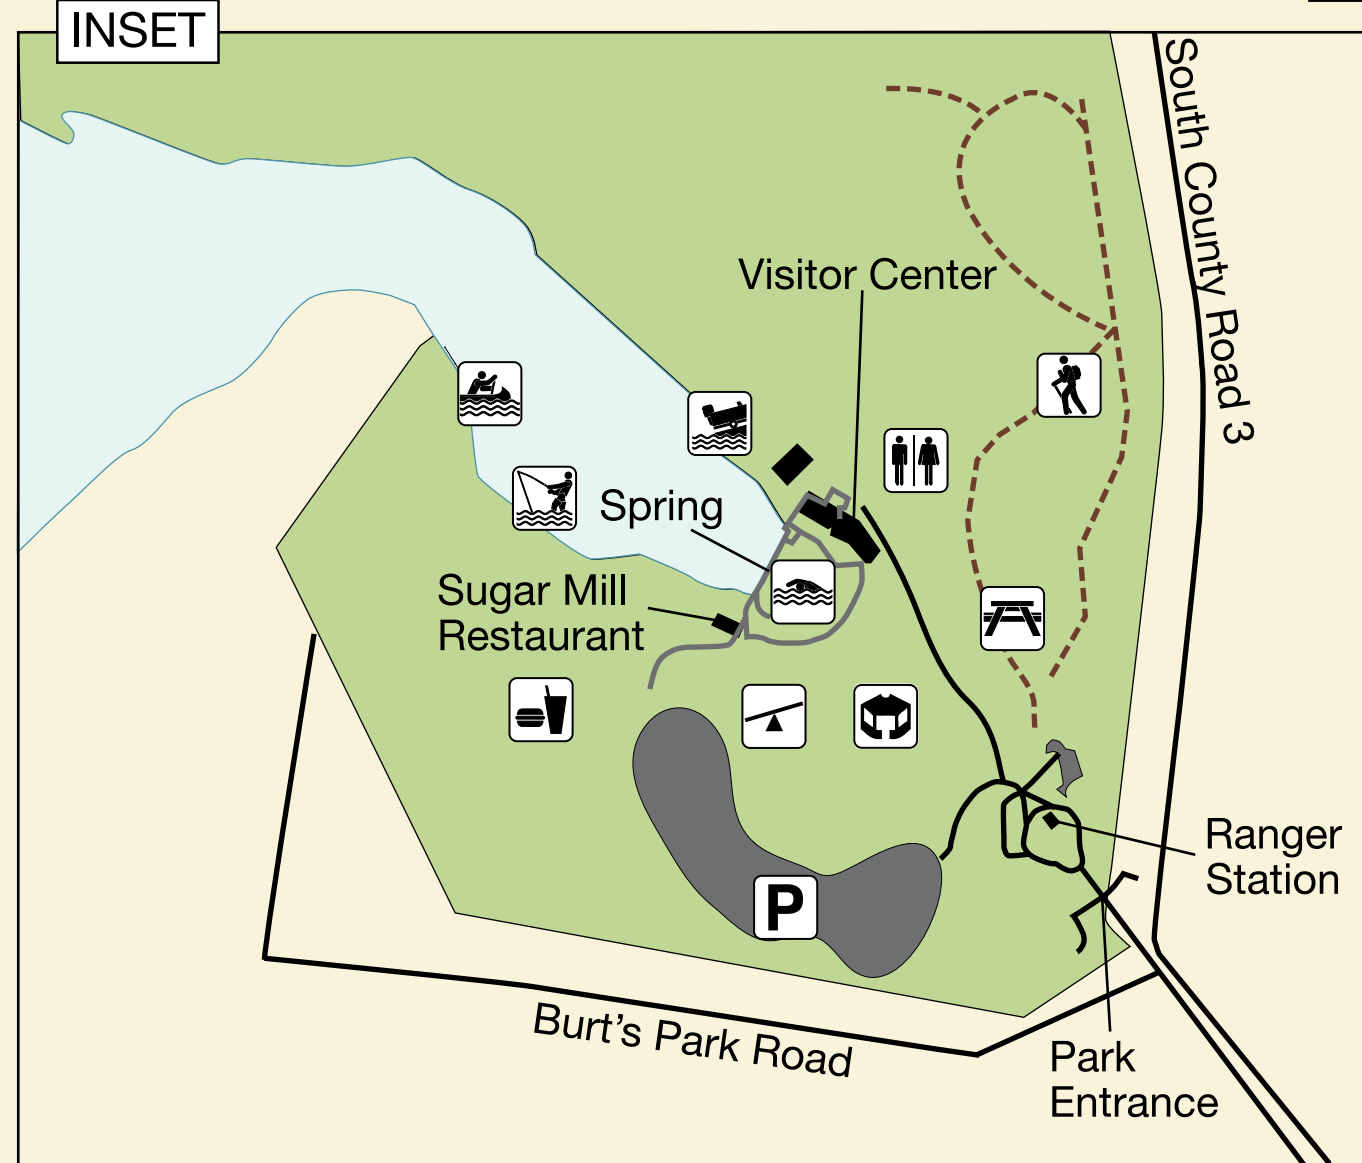 INSET
South County Road 3
Visitor Center
Spring
Sugar Mill
Restaurant
P
Ranger
Station
Burt's Park Road
Park
Entrance